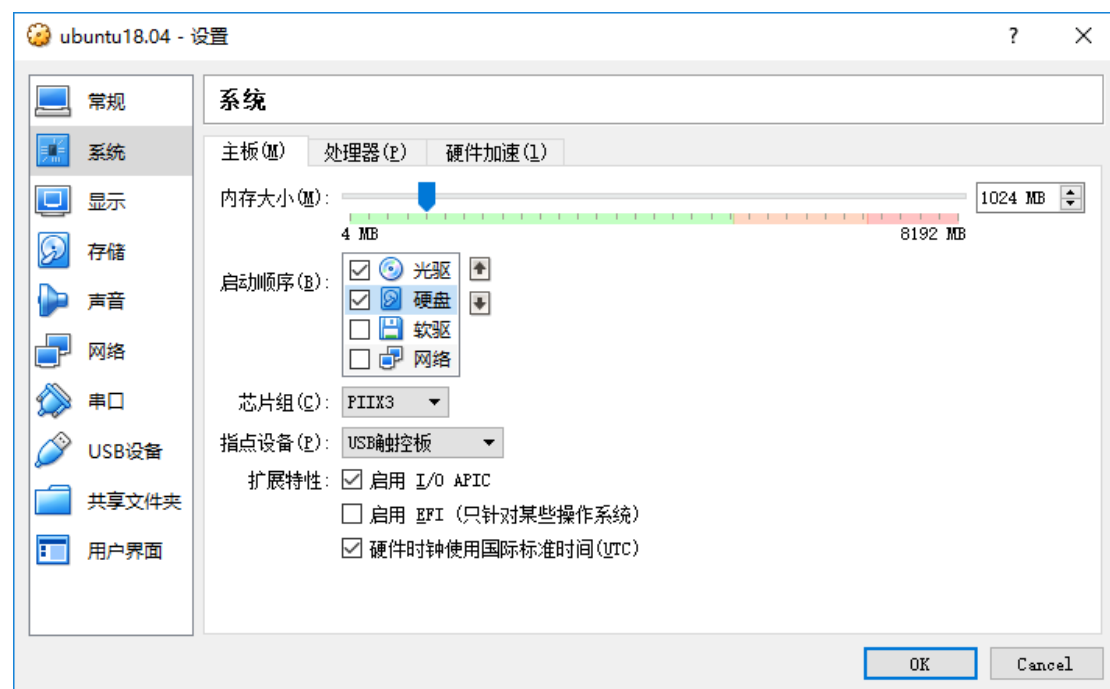 ubuntu18.04 - 设置
?
常规
系统
显示
存储
声音
网络
串口
USB设备
共享文件夹
用户界面
系统
主板(M) 处理器(P) 硬件加速(l)
内存大小(M): 1024 MB
4 MB 8192 MB
启动顺序(B):
光驱
硬盘
软驱
网络
芯片组(C): PIIX3
指点设备(P): USB触控板
扩展特性: 启用 I/O APIC
启用 EFI (只针对某些操作系统)
硬件时钟使用国际标准时间(UTC)
OK Cancel